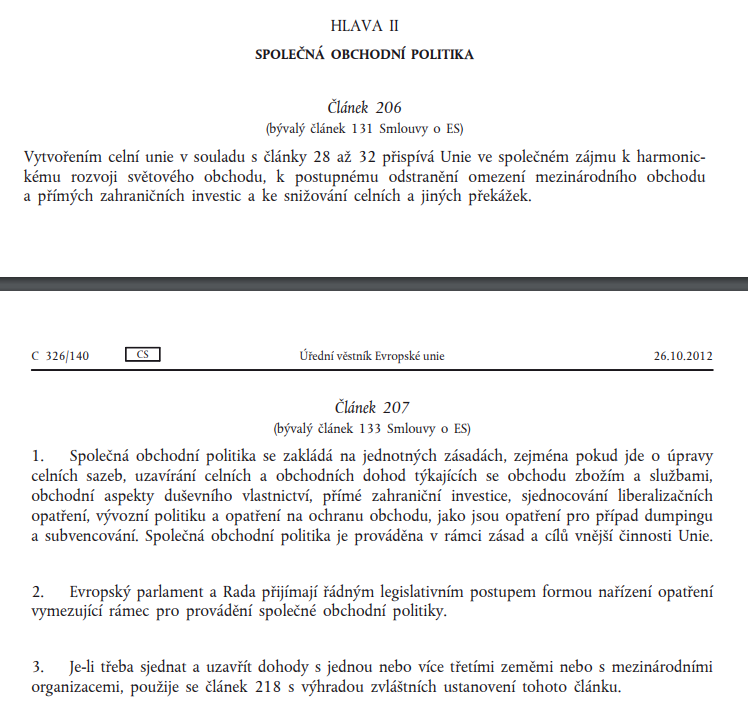 HLAVA II
SPOLEČNÁ OBCHODNÍ POLITIKA
Článek 206
(bývalý článek 131 Smlouvy o ES)
Vytvořením celní unie v souladu s články 28 až 32 přispívá Unie ve společném zájmu k harmonic-
kému rozvoji světového obchodu, k postupnému odstranění omezení mezinárodního obchodu
a přímých zahraničních investic a ke snižování celních a jiných překážek.
C 326/140 CS Úřední věstník Evropské unie 26.10.2012
Článek 207
(bývalý článek 133 Smlouvy o ES)
1. Společná obchodní politika se zakládá na jednotných zásadách, zejména pokud jde o úpravy
celních sazeb, uzavírání celních a obchodních dohod týkajících se obchodu zbožím a službami,
obchodní aspekty duševního vlastnictví, přímé zahraniční investice, sjednocování liberalizačních
opatření, vývozní politiku a opatření na ochranu obchodu, jako jsou opatření pro případ dumpingu
a subvencování. Společná obchodní politika je prováděna v rámci zásad a cílů vnější činnosti Unie.
2. Evropský parlament a Rada přijímají řádným legislativním postupem formou nařízení opatření
vymezující rámec pro provádění společné obchodní politiky.
3. Je-li třeba sjednat a uzavřít dohody s jednou nebo více třetími zeměmi nebo s mezinárodními
organizacemi, použije se článek 218 s výhradou zvláštních ustanovení tohoto článku.